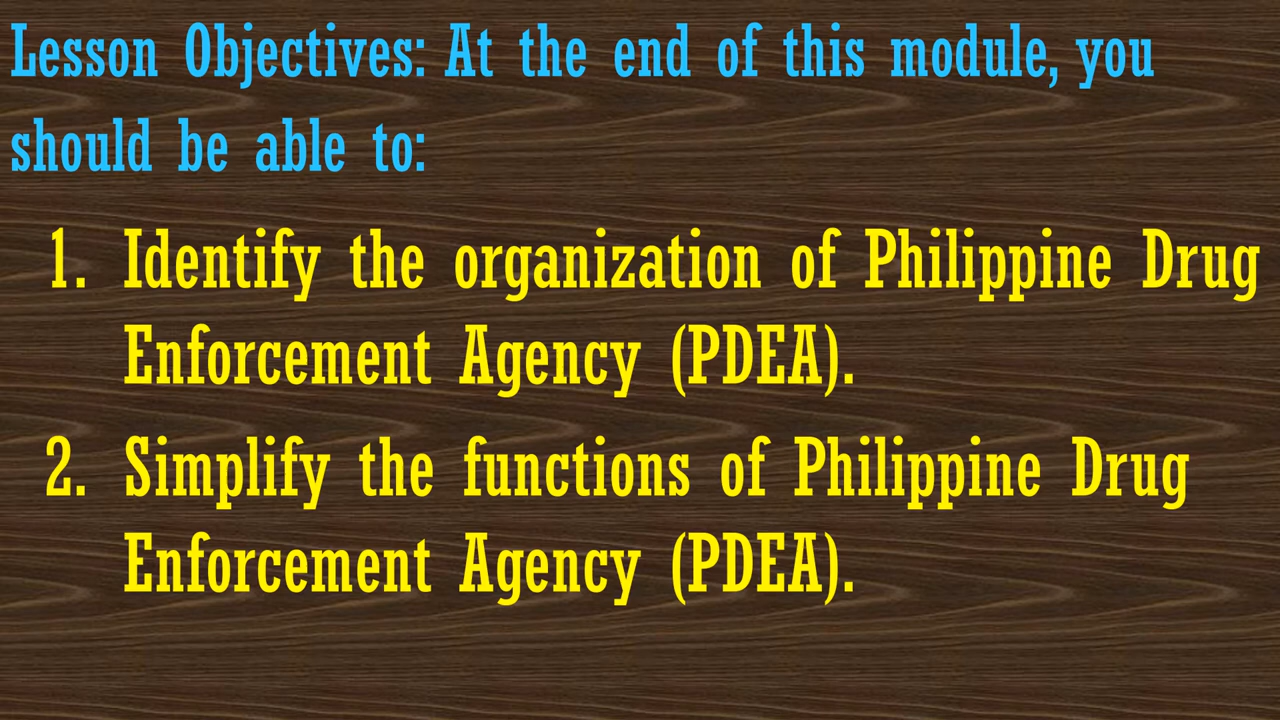 Lesson Objectives: At the end of this module, you
should be able to:
1. Identify the organization of Philippine Drug
Enforcement Agency (PDEA).
2. Simplify the functions of Philippine Drug
Enforcement Agency (PDEA).